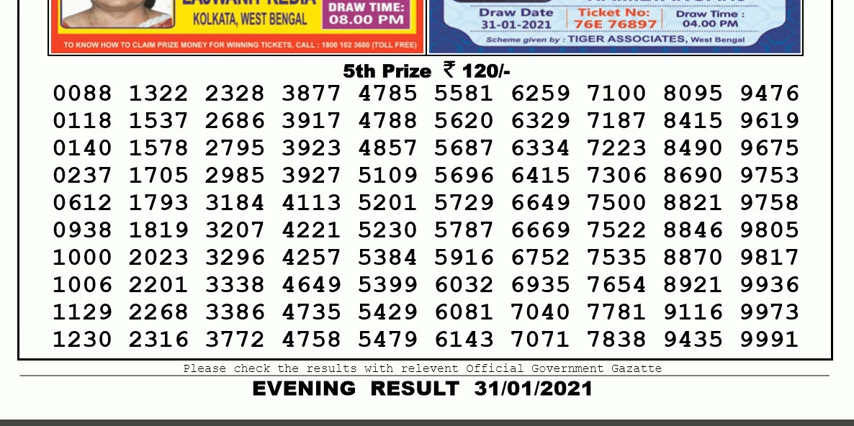 KOLKATA, WEST BENGAL
DRAW TIME:
08.00 PM
TO KNOW HOW TO CLAIM PRIZE MONEY FOR WINNING TICKETS, CALL : 1800 102 3680 (TOLL FREE)
Draw Date
31-01-2021
Ticket No:
76E 76897
Draw Time :
04.00 PM
Scheme given by : TIGER ASSOCIATES, West Bengal
5th Prize ₹ 120/-
0088 1322 2328 3877 4785 5581 6259 7100 8095 9476
0118 1537 2686 3917 4788 5620 6329 7187 8415 9619
0140 1578 2795 3923 4857 5687 6334 7223 8490 9675
0237 1705 2985 3927 5109 5696 6415 7306 8690 9753
0612 1793 3184 4113 5201 5729 6649 7500 8821 9758
0938 1819 3207 4221 5230 5787 6669 7522 8846 9805
1000 2023 3296 4257 5384 5916 6752 7535 8870 9817
1006 2201 3338 4649 5399 6032 6935 7654 8921 9936
1129 2268 3386 4735 5429 6081 7040 7781 9116 9973
1230 2316 3772 4758 5479 6143 7071 7838 9435 9991
Please check the results with relevent Official Government Gazatte
EVENING RESULT 31/01/2021